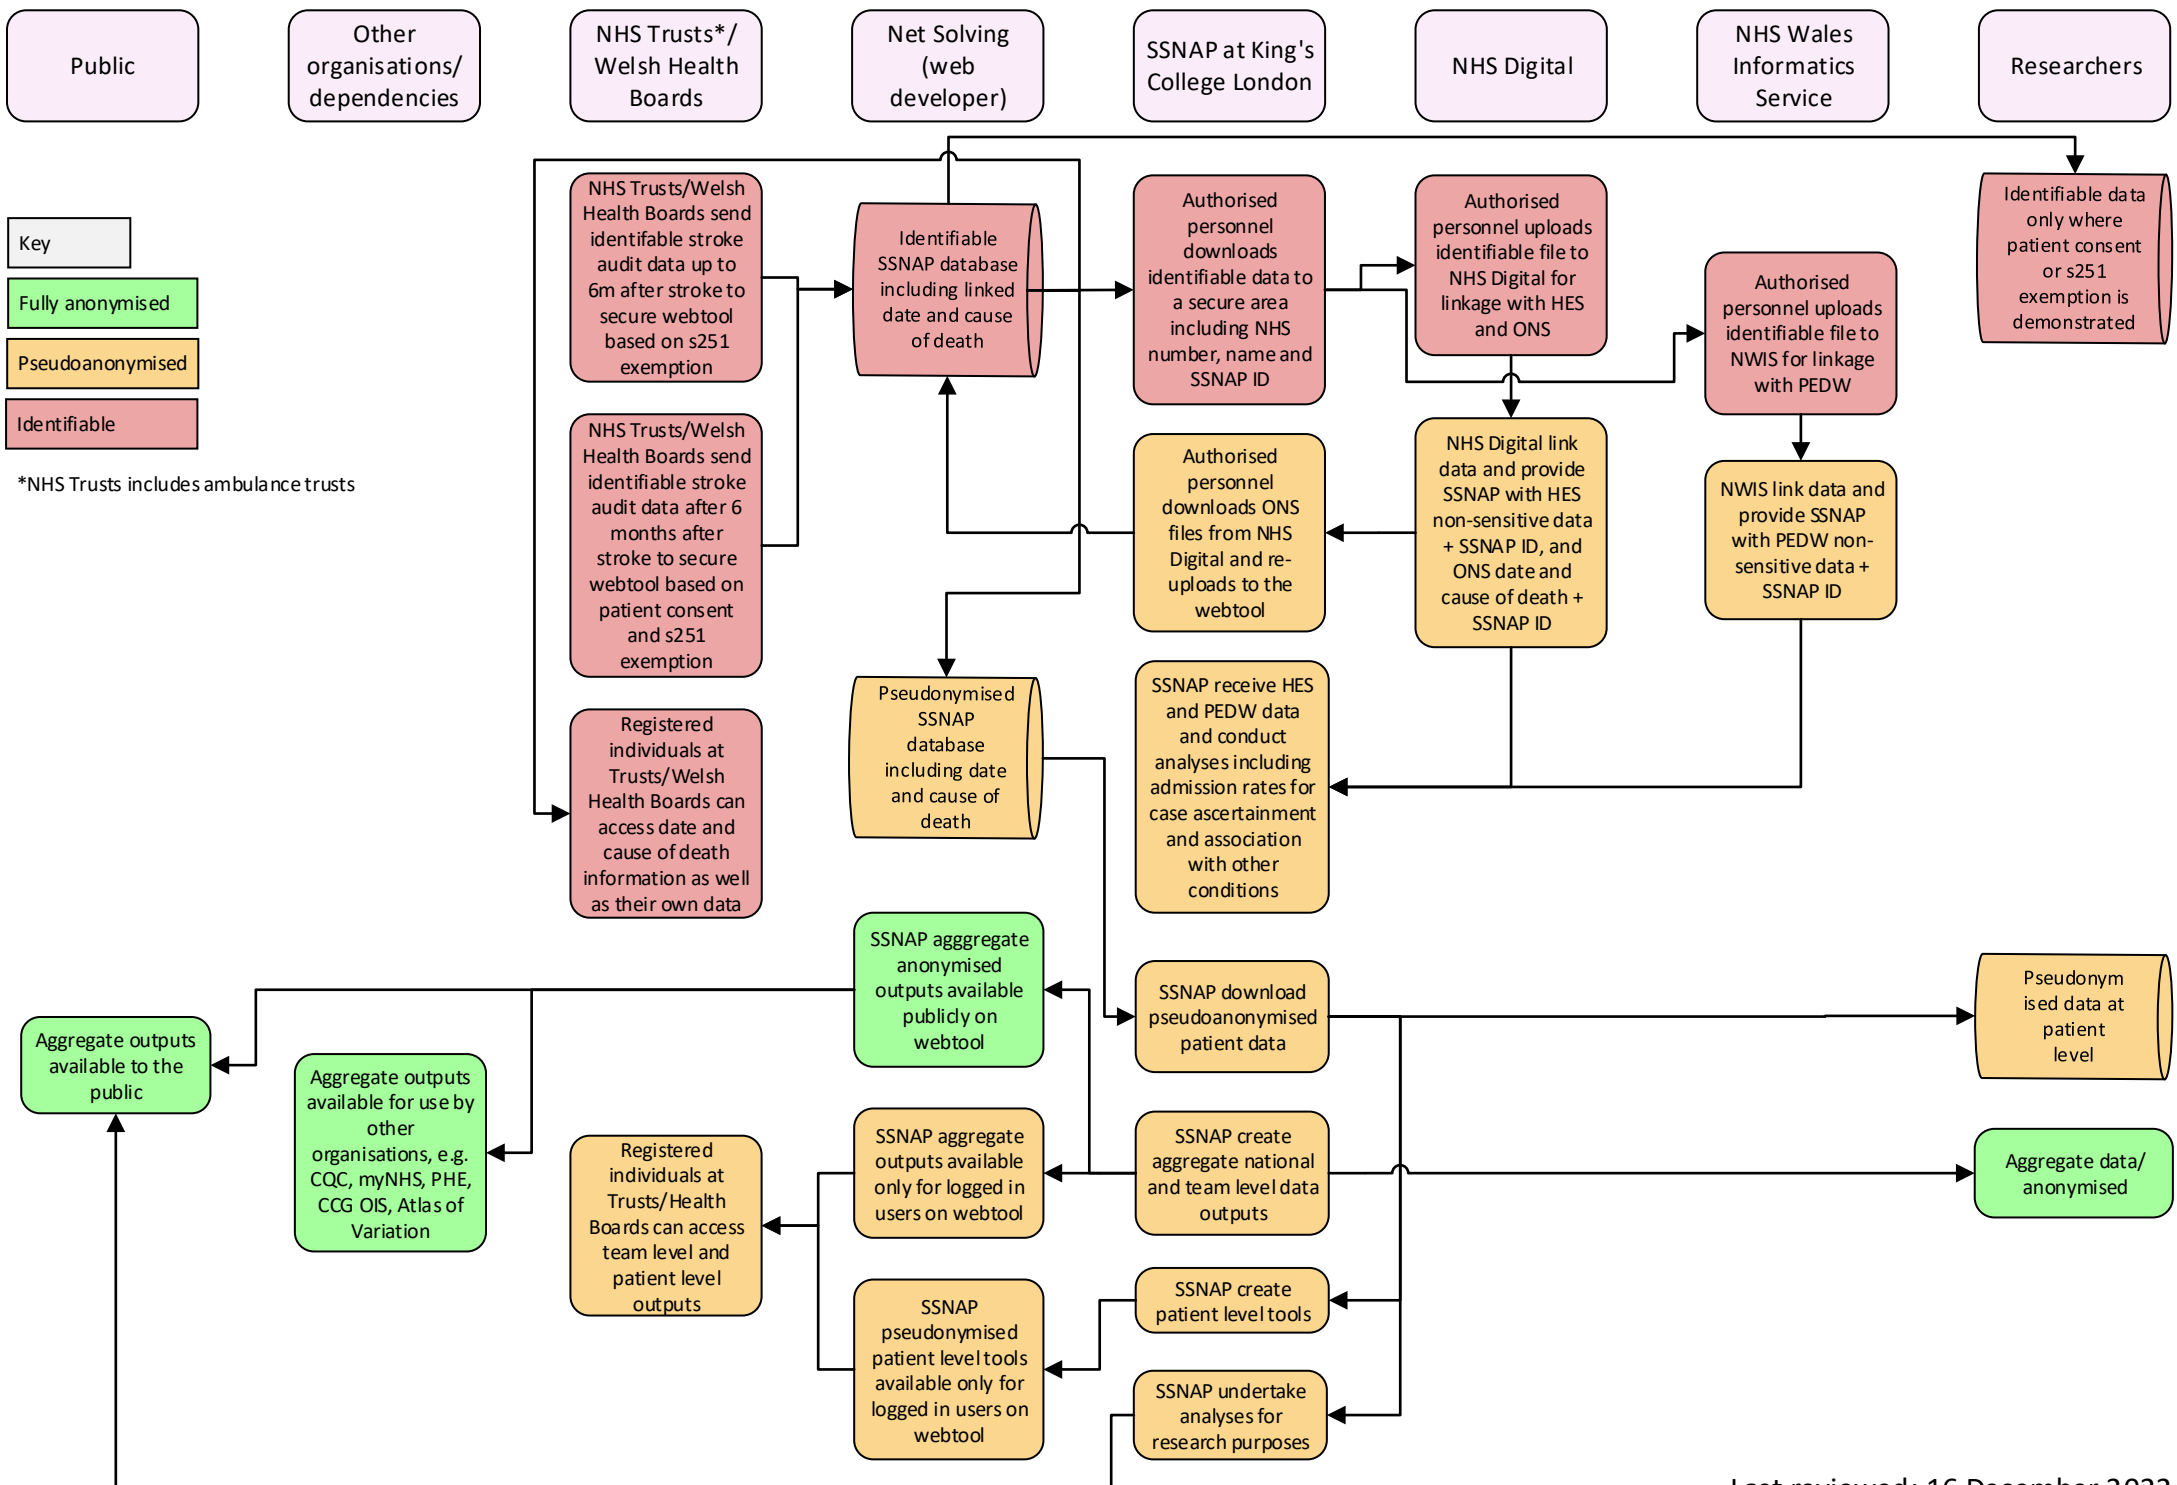 Public
Other
organisations/
dependencies
NHS Trusts*/
Welsh Health
Boards
Net Solving
(web
developer)
SSNAP at King's
College London
NHS Digital
NHS Wales
Informatics
Service
Researchers
Key
Fully anonymised
Pseudoanonymised
Identifiable
*NHS Trusts includes ambulance trusts
NHS Trusts/Welsh
Health Boards send
identifable stroke
audit data up to
6m after stroke to
secure webtool
based on s251
exemption
Identifiable
SSNAP database
including linked
date and cause
of death
Authorised
personnel
downloads
identifiable data to
a secure area
including NHS
number, name and
SSNAP ID
Authorised
personnel uploads
identifiable file to
NHS Digital for
linkage with HES
and ONS
Authorised
personnel uploads
identifiable file to
NWIS for linkage
with PEDW
Identifiable data
only where
patient consent
or s251
exemption is
demonstrated
NHS Trusts/Welsh
Health Boards send
identifiable stroke
audit data after 6
months after
stroke to secure
webtool based on
patient consent
and s251
exemption
Authorised
personnel
downloads ONS
files from NHS
Digital and re-
uploads to the
webtool
NHS Digital link
data and provide
SSNAP with HES
non-sensitive data
+ SSNAP ID, and
ONS date and
cause of death +
SSNAP ID
NWIS link data and
provide SSNAP
with PEDW non-
sensitive data +
SSNAP ID
Registered
individuals at
Trusts/Welsh
Health Boards can
access date and
cause of death
information as well
as their own data
Pseudonymised
SSNAP
database
including date
and cause of
death
SSNAP receive HES
and PEDW data
and conduct
analyses including
admission rates for
case ascertainment
and association
with other
conditions
SSNAP agggregate
anonymised
outputs available
publicly on
webtool
SSNAP download
pseudoanonymised
patient data
Pseudonym
ised data at
patient
level
Aggregate outputs
available to the
public
Aggregate outputs
available for use by
other
organisations, e.g.
CQC, myNHS, PHE,
CCG OIS, Atlas of
Variation
Registered
individuals at
Trusts/Health
Boards can access
team level and
patient level
outputs
SSNAP aggregate
outputs available
only for logged in
users on webtool
SSNAP create
aggregate national
and team level data
outputs
Aggregate data/
anonymised
SSNAP
pseudonymised
patient level tools
available only for
logged in users on
webtool
SSNAP create
patient level tools
SSNAP undertake
analyses for
research purposes
Last reviewed: 16 December 2022